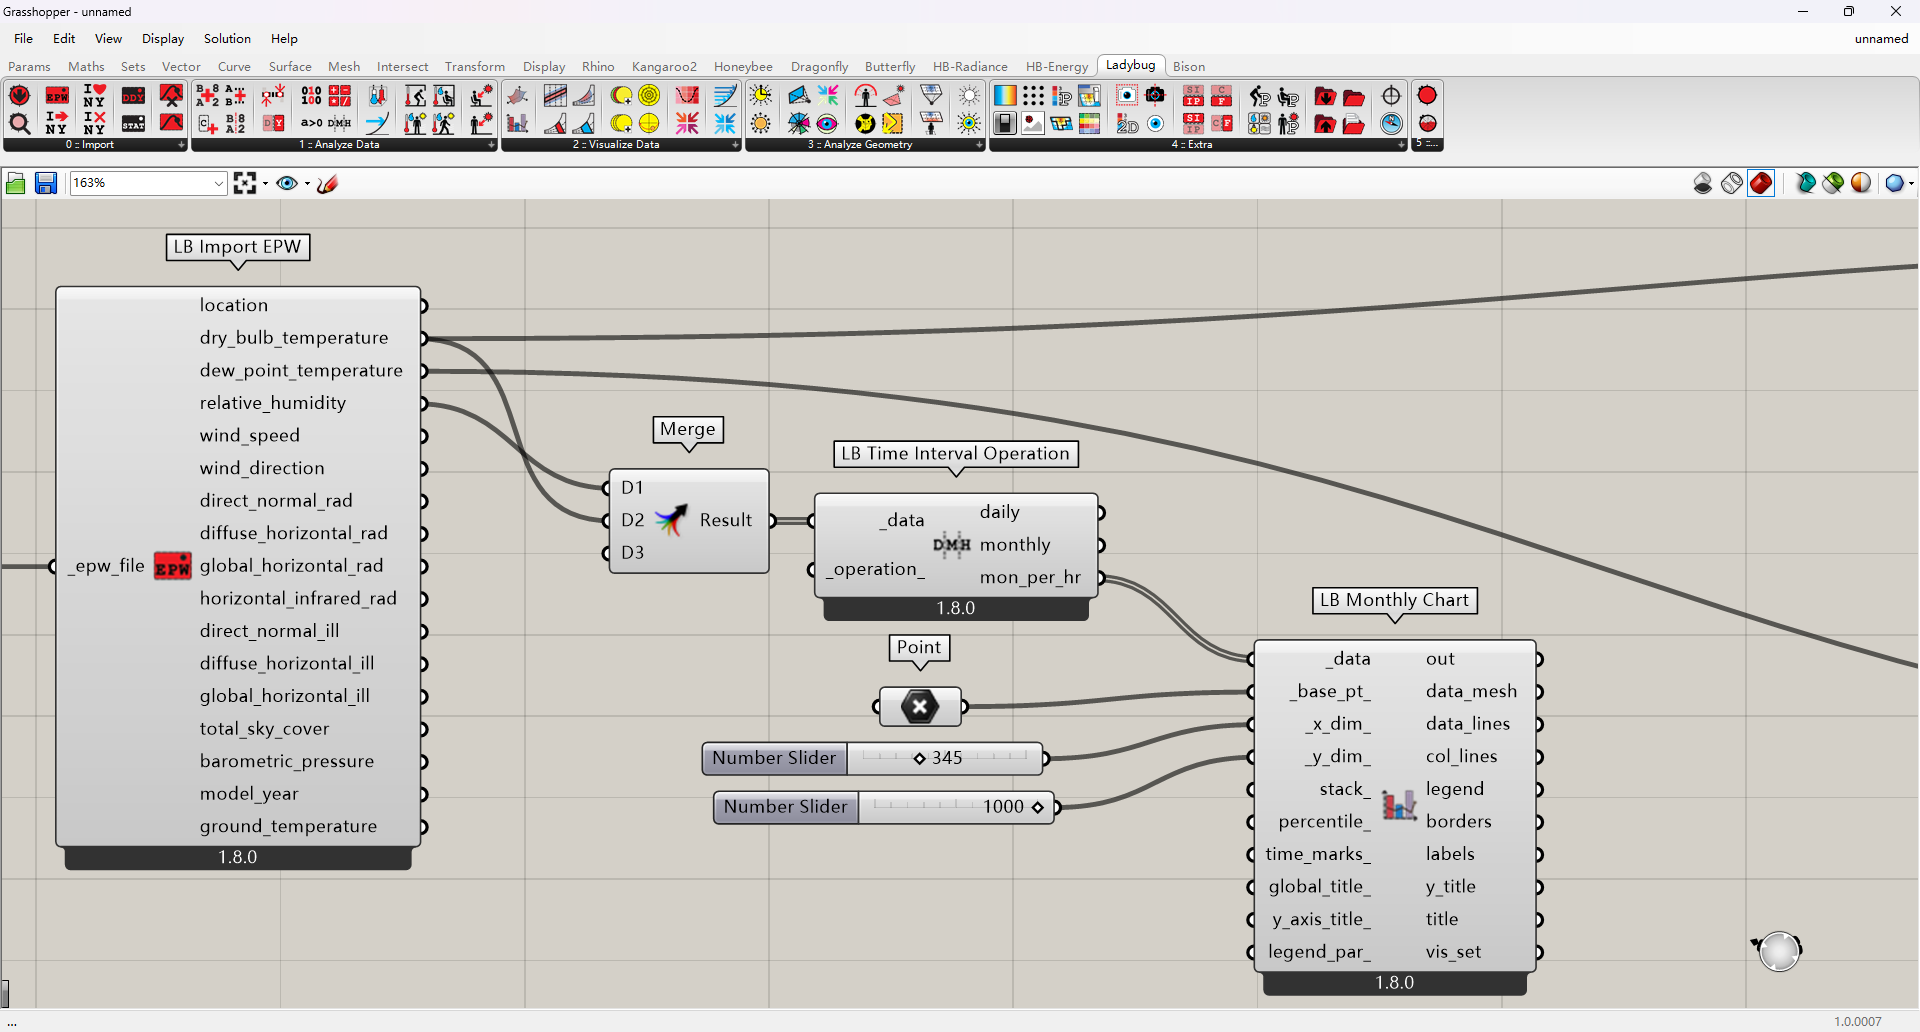 Grasshopper - unnamed
File Edit View Display Solution Help unnamed
Params Maths Sets Vector Curve Surface Mesh Intersect Transform Display Rhino Kangaroo2 Honeybee Dragonfly Butterfly HB-Radiance HB-Energy Ladybug Bison
0 :: Import 1 :: Analyze Data 2 :: Visualize Data 3 :: Analyze Geometry 4 :: Extra 5 ::...
163%
LB Import EPW
location
dry_bulb_temperature
dew_point_temperature
relative_humidity
wind_speed
wind_direction
direct_normal_rad
diffuse_horizontal_rad
_epw_file EPW global_horizontal_rad
horizontal_infrared_rad
direct_normal_ill
diffuse_horizontal_ill
global_horizontal_ill
total_sky_cover
barometric_pressure
model_year
ground_temperature
1.8.0
Merge
D1
D2 Result
D3
LB Time Interval Operation
_data daily
DMH monthly
_operation_ mon_per_hr
1.8.0
Point
Number Slider 345
Number Slider 1000
LB Monthly Chart
_data out
_base_pt_ data_mesh
_x_dim_ data_lines
_y_dim_ col_lines
stack_ legend
percentile_ borders
time_marks_ labels
global_title_ y_title
y_axis_title_ title
legend_par_ vis_set
1.8.0
...
1.0.0007